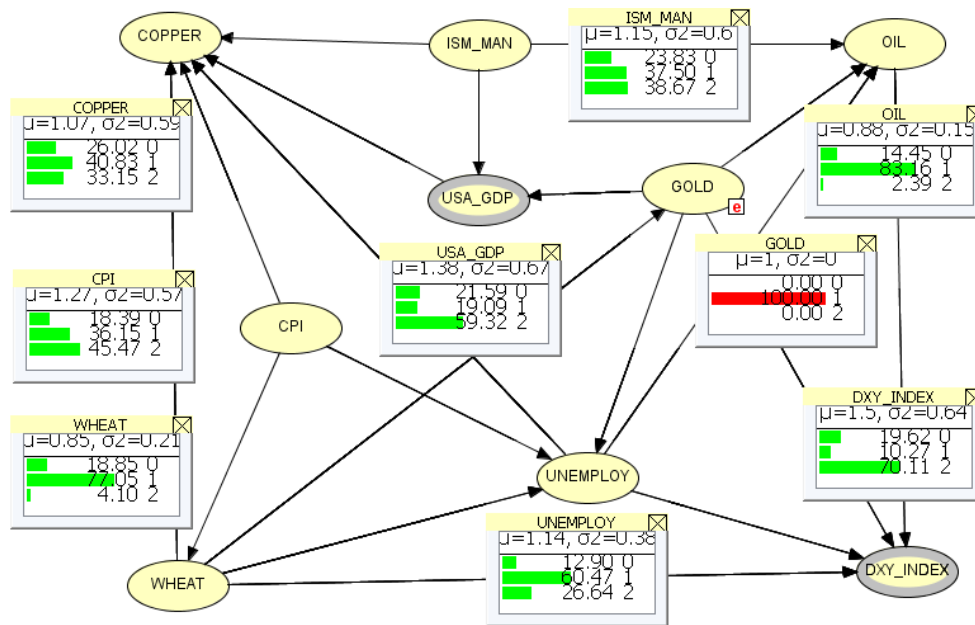 ISM_MAN
μ=1.15, σ2=0.6
23.83 0
37.50 1
38.67 2
COPPER
ISM_MAN
OIL
COPPER
μ=1.07, σ2=0.59
26.02 0
40.83 1
33.15 2
OIL
μ=0.88, σ2=0.15
14.45 0
83.16 1
2.39 2
USA_GDP
GOLD
e
USA_GDP
μ=1.38, σ2=0.67
21.59 0
19.09 1
59.32 2
GOLD
μ=1, σ2=0
0.00 0
100.00 1
0.00 2
CPI
μ=1.27, σ2=0.57
18.39 0
36.15 1
45.47 2
CPI
WHEAT
μ=0.85, σ2=0.21
18.85 0
77.05 1
4.10 2
DXY_INDEX
μ=1.5, σ2=0.64
19.62 0
10.27 1
70.11 2
UNEMPLOY
UNEMPLOY
μ=1.14, σ2=0.38
12.90 0
60.47 1
26.64 2
WHEAT
DXY_INDEX